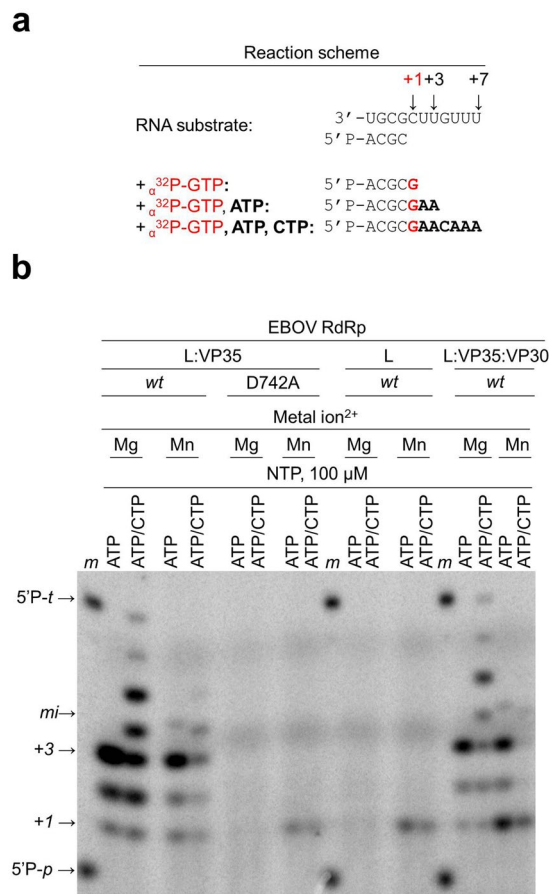 a
Reaction scheme
+1 +3 +7
↓ ↓ ↓
RNA substrate:
3′-UGCGCUUGUUU
5′P-ACGC
+ α32P-GTP: 5′P-ACGCG
+ α32P-GTP, ATP: 5′P-ACGCGAA
+ α32P-GTP, ATP, CTP: 5′P-ACGCGAACAAA
b
EBOV RdRp
L:VP35 L L:VP35:VP30
wt D742A wt wt
Metal ion2+
Mg Mn Mg Mn Mg Mn Mg Mn
NTP, 100 µM
m ATP ATP/CTP ATP ATP/CTP ATP ATP/CTP ATP ATP/CTP m ATP ATP/CTP ATP ATP/CTP m ATP ATP/CTP ATP ATP/CTP
5′P-t →
mi→
+3 →
+1 →
5′P-p →